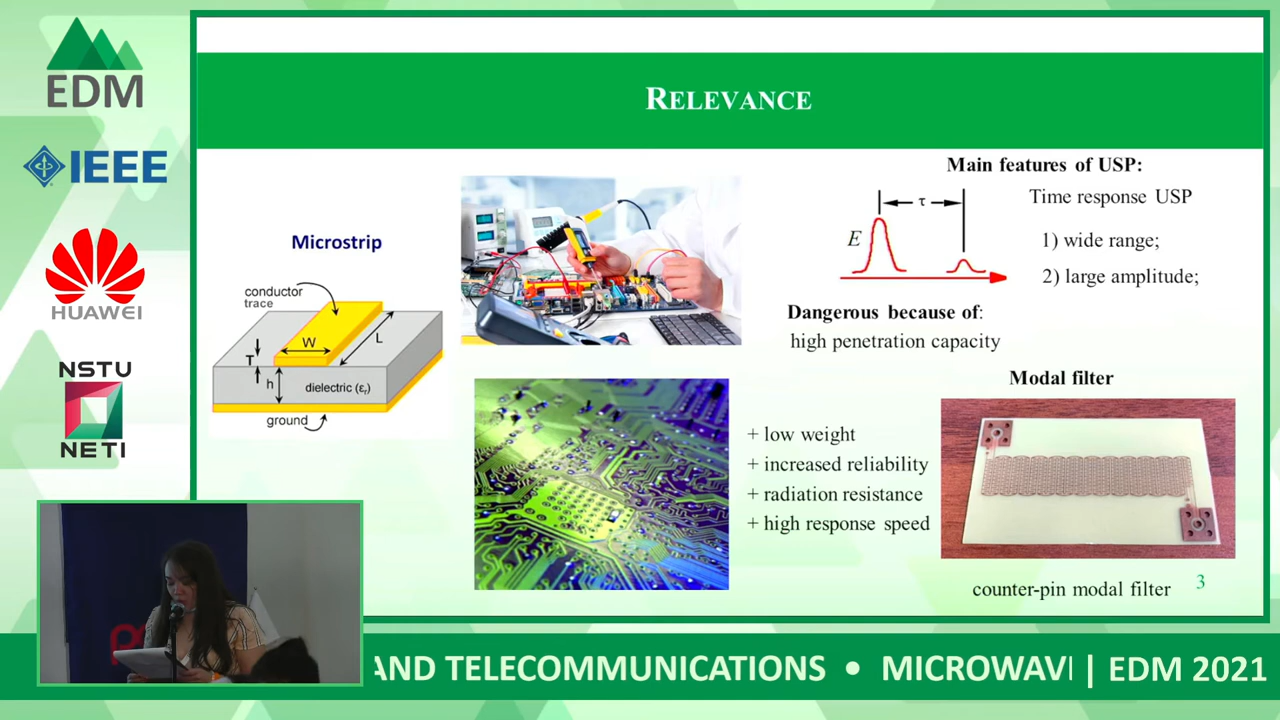 EDM
IEEE
HUAWEI
NSTU
NETI
RELEVANCE
Microstrip
conductor
trace
W
L
T
h
dielectric (εr)
ground
Main features of USP:
τ
E
Time response USP
1) wide range;
2) large amplitude;
Dangerous because of:
high penetration capacity
Modal filter
+ low weight
+ increased reliability
+ radiation resistance
+ high response speed
counter-pin modal filter
3
AND TELECOMMUNICATIONS • MICROWAV | EDM 2021